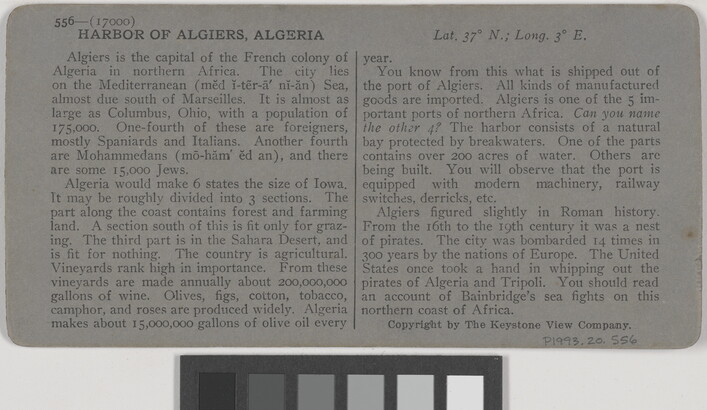 556—(17000)
HARBOR OF ALGIERS, ALGERIA
Lat. 37° N.; Long. 3° E.
Algiers is the capital of the French colony of
Algeria in northern Africa. The city lies
on the Mediterranean (mĕd ĭ-tĕr-ā′ nĭ-ăn) Sea,
almost due south of Marseilles. It is almost as
large as Columbus, Ohio, with a population of
175,000. One-fourth of these are foreigners,
mostly Spaniards and Italians. Another fourth
are Mohammedans (mō-hăm′ ĕd an), and there
are some 15,000 Jews.
Algeria would make 6 states the size of Iowa.
It may be roughly divided into 3 sections. The
part along the coast contains forest and farming
land. A section south of this is fit only for graz-
ing. The third part is in the Sahara Desert, and
is fit for nothing. The country is agricultural.
Vineyards rank high in importance. From these
vineyards are made annually about 200,000,000
gallons of wine. Olives, figs, cotton, tobacco,
camphor, and roses are produced widely. Algeria
makes about 15,000,000 gallons of olive oil every
year.
You know from this what is shipped out of
the port of Algiers. All kinds of manufactured
goods are imported. Algiers is one of the 5 im-
portant ports of northern Africa. Can you name
the other 4? The harbor consists of a natural
bay protected by breakwaters. One of the parts
contains over 200 acres of water. Others are
being built. You will observe that the port is
equipped with modern machinery, railway
switches, derricks, etc.
Algiers figured slightly in Roman history.
From the 16th to the 19th century it was a nest
of pirates. The city was bombarded 14 times in
300 years by the nations of Europe. The United
States once took a hand in whipping out the
pirates of Algeria and Tripoli. You should read
an account of Bainbridge's sea fights on this
northern coast of Africa.
Copyright by The Keystone View Company.
P1993.20.556